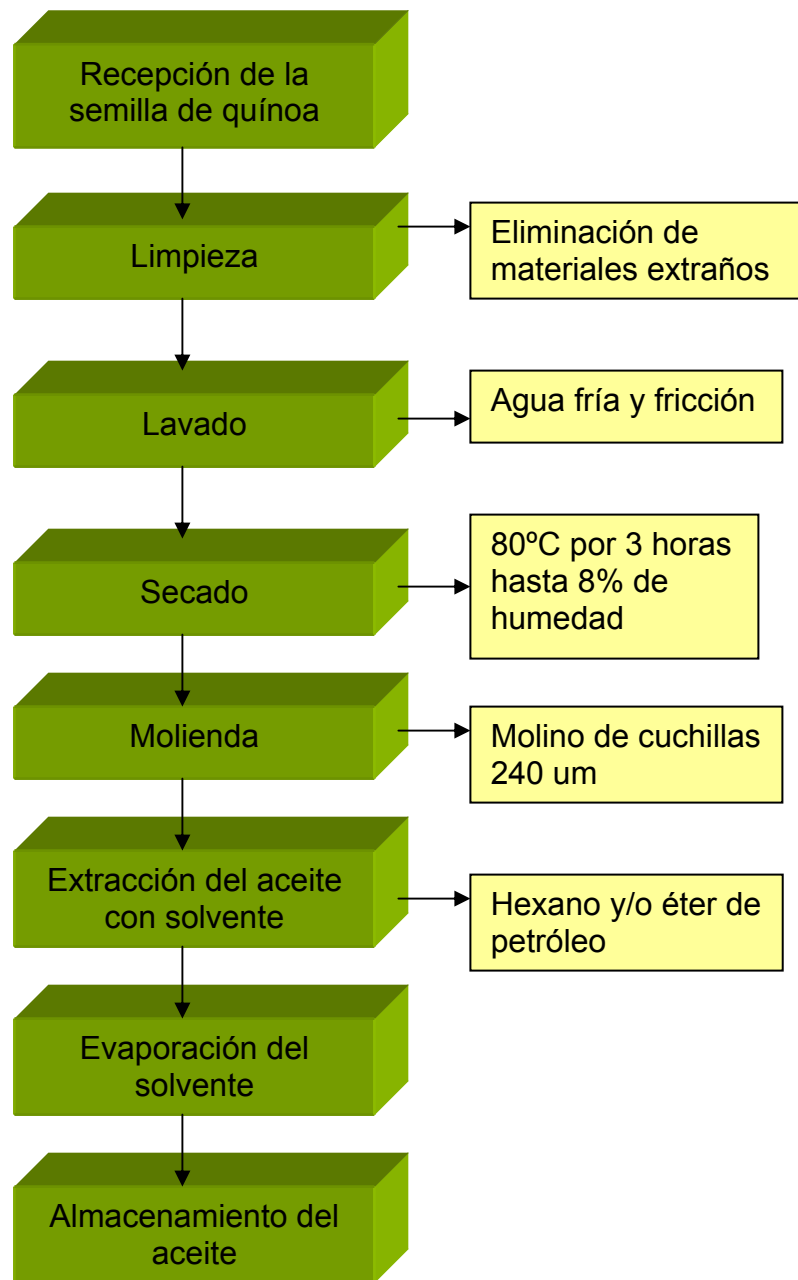 Recepción de la
semilla de quínoa
Limpieza
Eliminación de
materiales extraños
Lavado
Agua fría y fricción
Secado
80ºC por 3 horas
hasta 8% de
humedad
Molienda
Molino de cuchillas
240 um
Extracción del aceite
con solvente
Hexano y/o éter de
petróleo
Evaporación del
solvente
Almacenamiento del
aceite